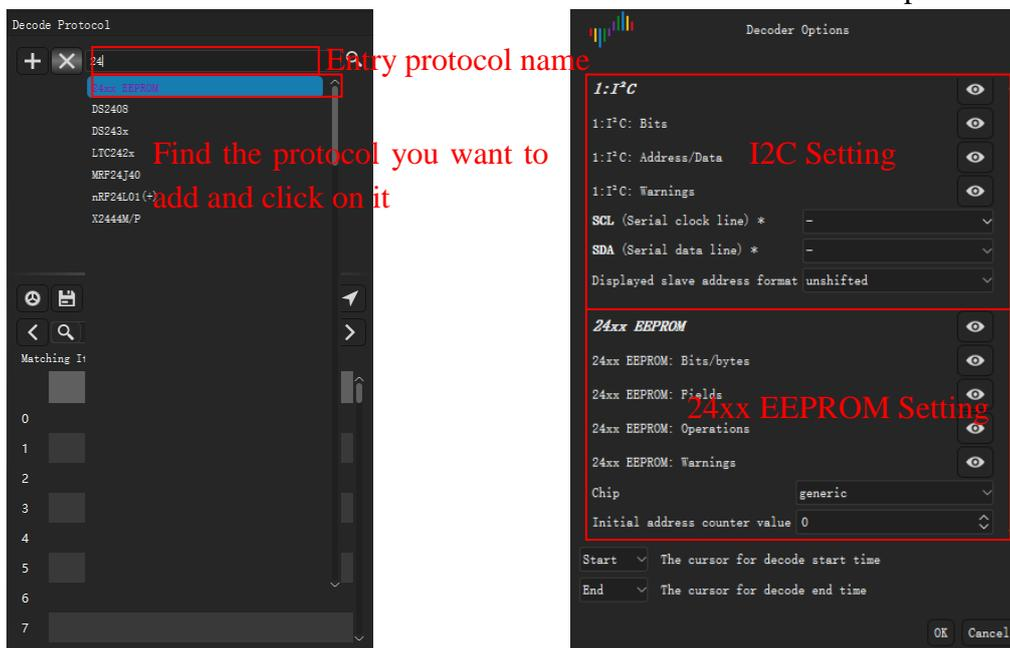 Decode Protocol
24
Entry protocol name
24xx EEPROM
DS2408
DS243x
LTC242x
MRF24J40
nRF24L01(+)
X2444M/P
Find the protocol you want to
add and click on it
Matching It
0
1
2
3
4
5
6
7
Decoder Options
1:I²C
1:I²C: Bits
1:I²C: Address/Data
1:I²C: Warnings
I2C Setting
SCL (Serial clock line) * -
SDA (Serial data line) * -
Displayed slave address format unshifted
24xx EEPROM
24xx EEPROM: Bits/bytes
24xx EEPROM: Fields
24xx EEPROM: Operations
24xx EEPROM: Warnings
24xx EEPROM Setting
Chip generic
Initial address counter value 0
Start The cursor for decode start time
End The cursor for decode end time
OK Cancel